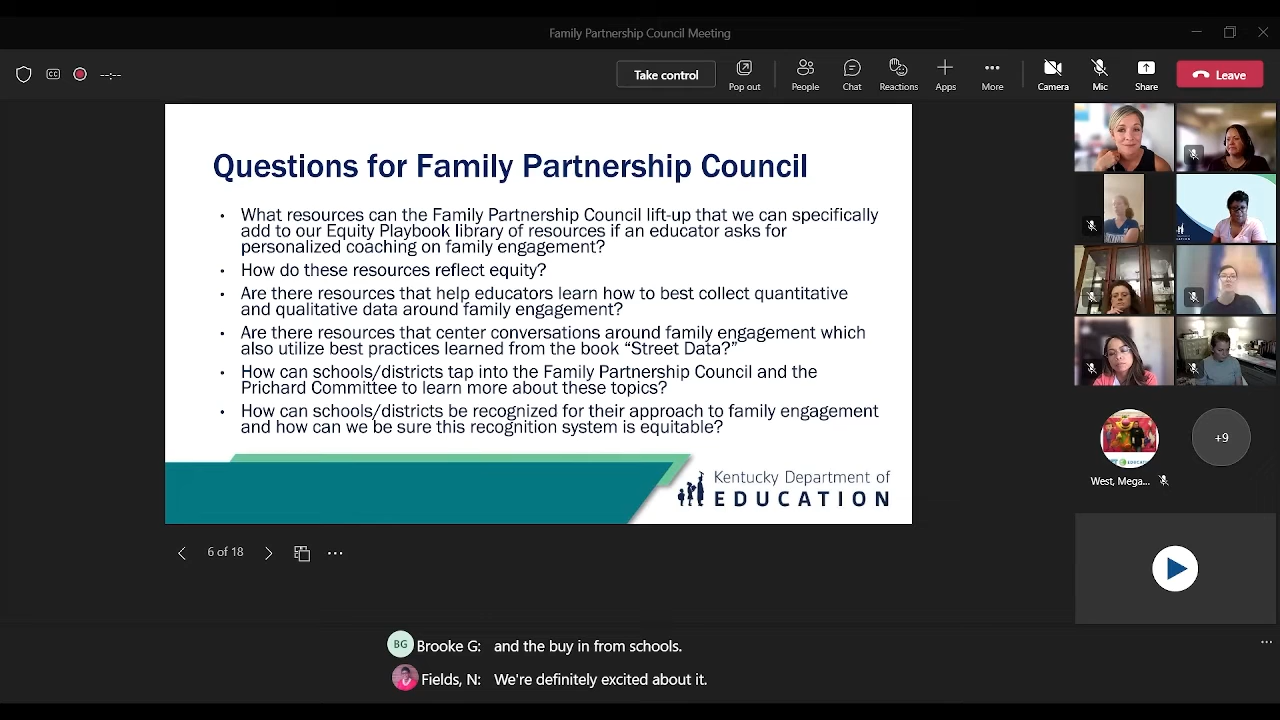 Family Partnership Council Meeting
CC
--:--
Take control
Pop out
People
Chat
Reactions
Apps
More
Camera
Mic
Share
Leave
Questions for Family Partnership Council
• What resources can the Family Partnership Council lift-up that we can specifically
add to our Equity Playbook library of resources if an educator asks for
personalized coaching on family engagement?
• How do these resources reflect equity?
• Are there resources that help educators learn how to best collect quantitative
and qualitative data around family engagement?
• Are there resources that center conversations around family engagement which
also utilize best practices learned from the book “Street Data?”
• How can schools/districts tap into the Family Partnership Council and the
Prichard Committee to learn more about these topics?
• How can schools/districts be recognized for their approach to family engagement
and how can we be sure this recognition system is equitable?
Kentucky Department of
EDUCATION
+9
West, Mega...
6 of 18
BG Brooke G: and the buy in from schools.
Fields, N: We're definitely excited about it.